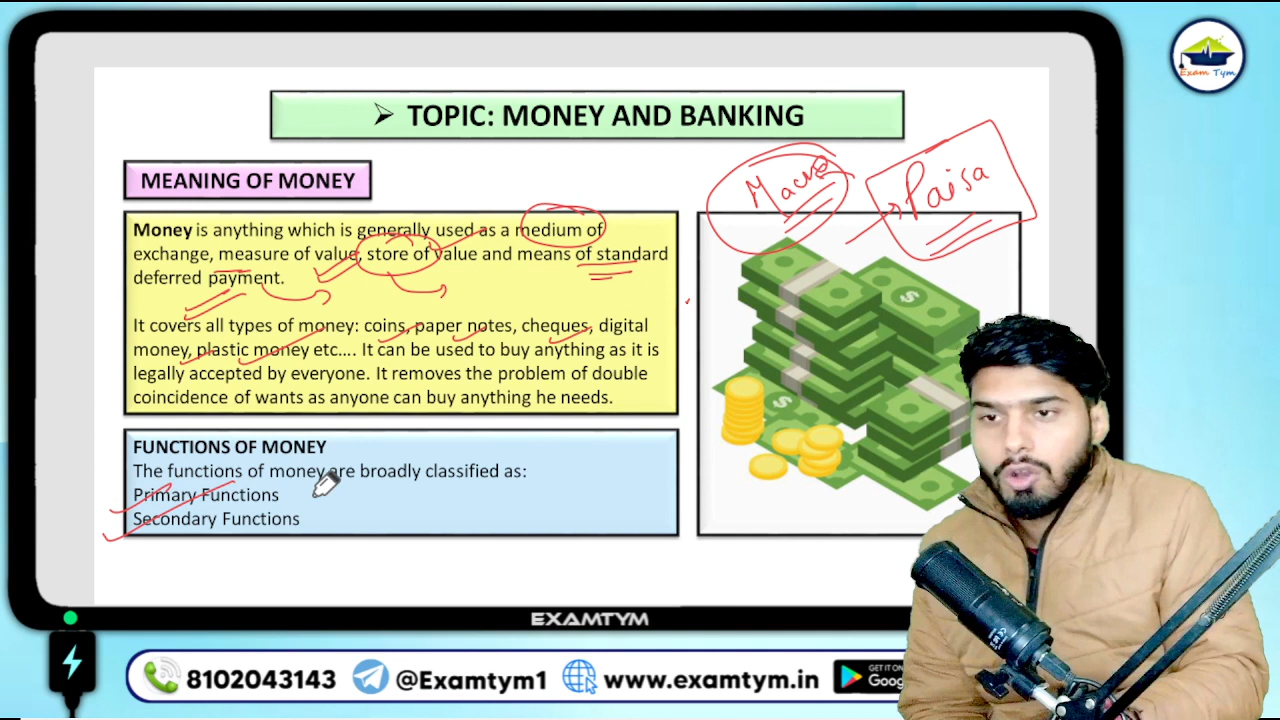 Exam Tym
TOPIC: MONEY AND BANKING
MEANING OF MONEY
Macro
Paisa
Money is anything which is generally used as a medium of
exchange, measure of value, store of value and means of standard
deferred payment.
It covers all types of money: coins, paper notes, cheques, digital
money, plastic money etc.... It can be used to buy anything as it is
legally accepted by everyone. It removes the problem of double
coincidence of wants as anyone can buy anything he needs.
FUNCTIONS OF MONEY
The functions of money are broadly classified as:
Primary Functions
Secondary Functions
EXAMTYM
8102043143 @Examtym1 www.examtym.in GET IT ON
Goog